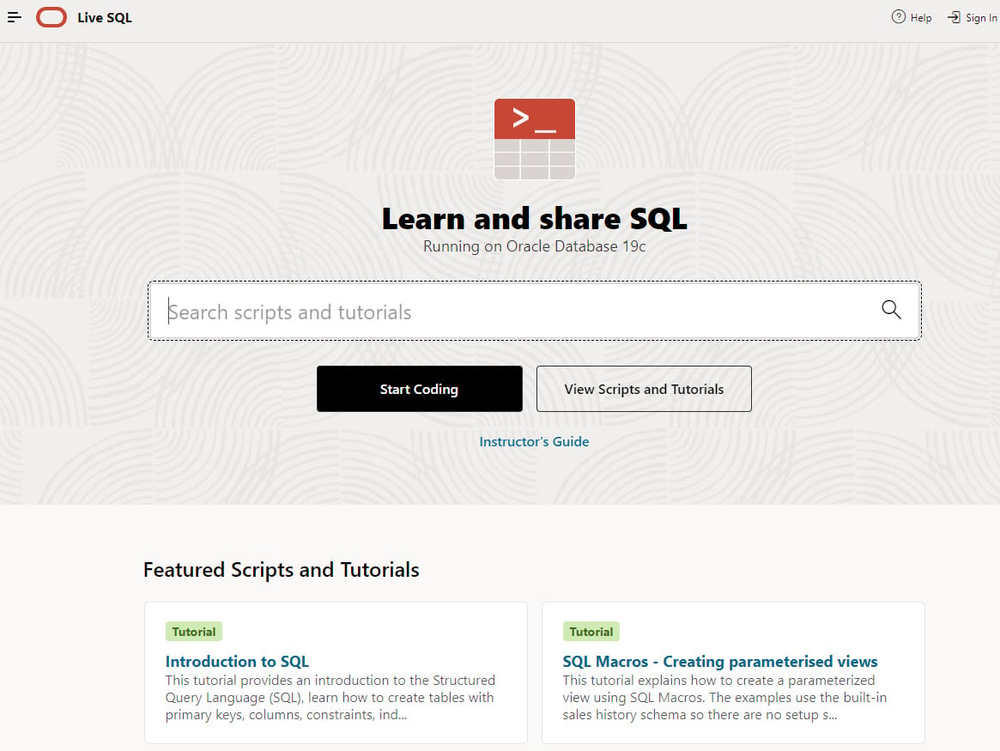 Live SQL
Help
Sign In
>_
Learn and share SQL
Running on Oracle Database 19c
Search scripts and tutorials
Start Coding
View Scripts and Tutorials
Instructor's Guide
Featured Scripts and Tutorials
Tutorial
Introduction to SQL
This tutorial provides an introduction to the Structured
Query Language (SQL), learn how to create tables with
primary keys, columns, constraints, ind...
Tutorial
SQL Macros - Creating parameterised views
This tutorial explains how to create a parameterized
view using SQL Macros. The examples use the built-in
sales history schema so there are no setup s...